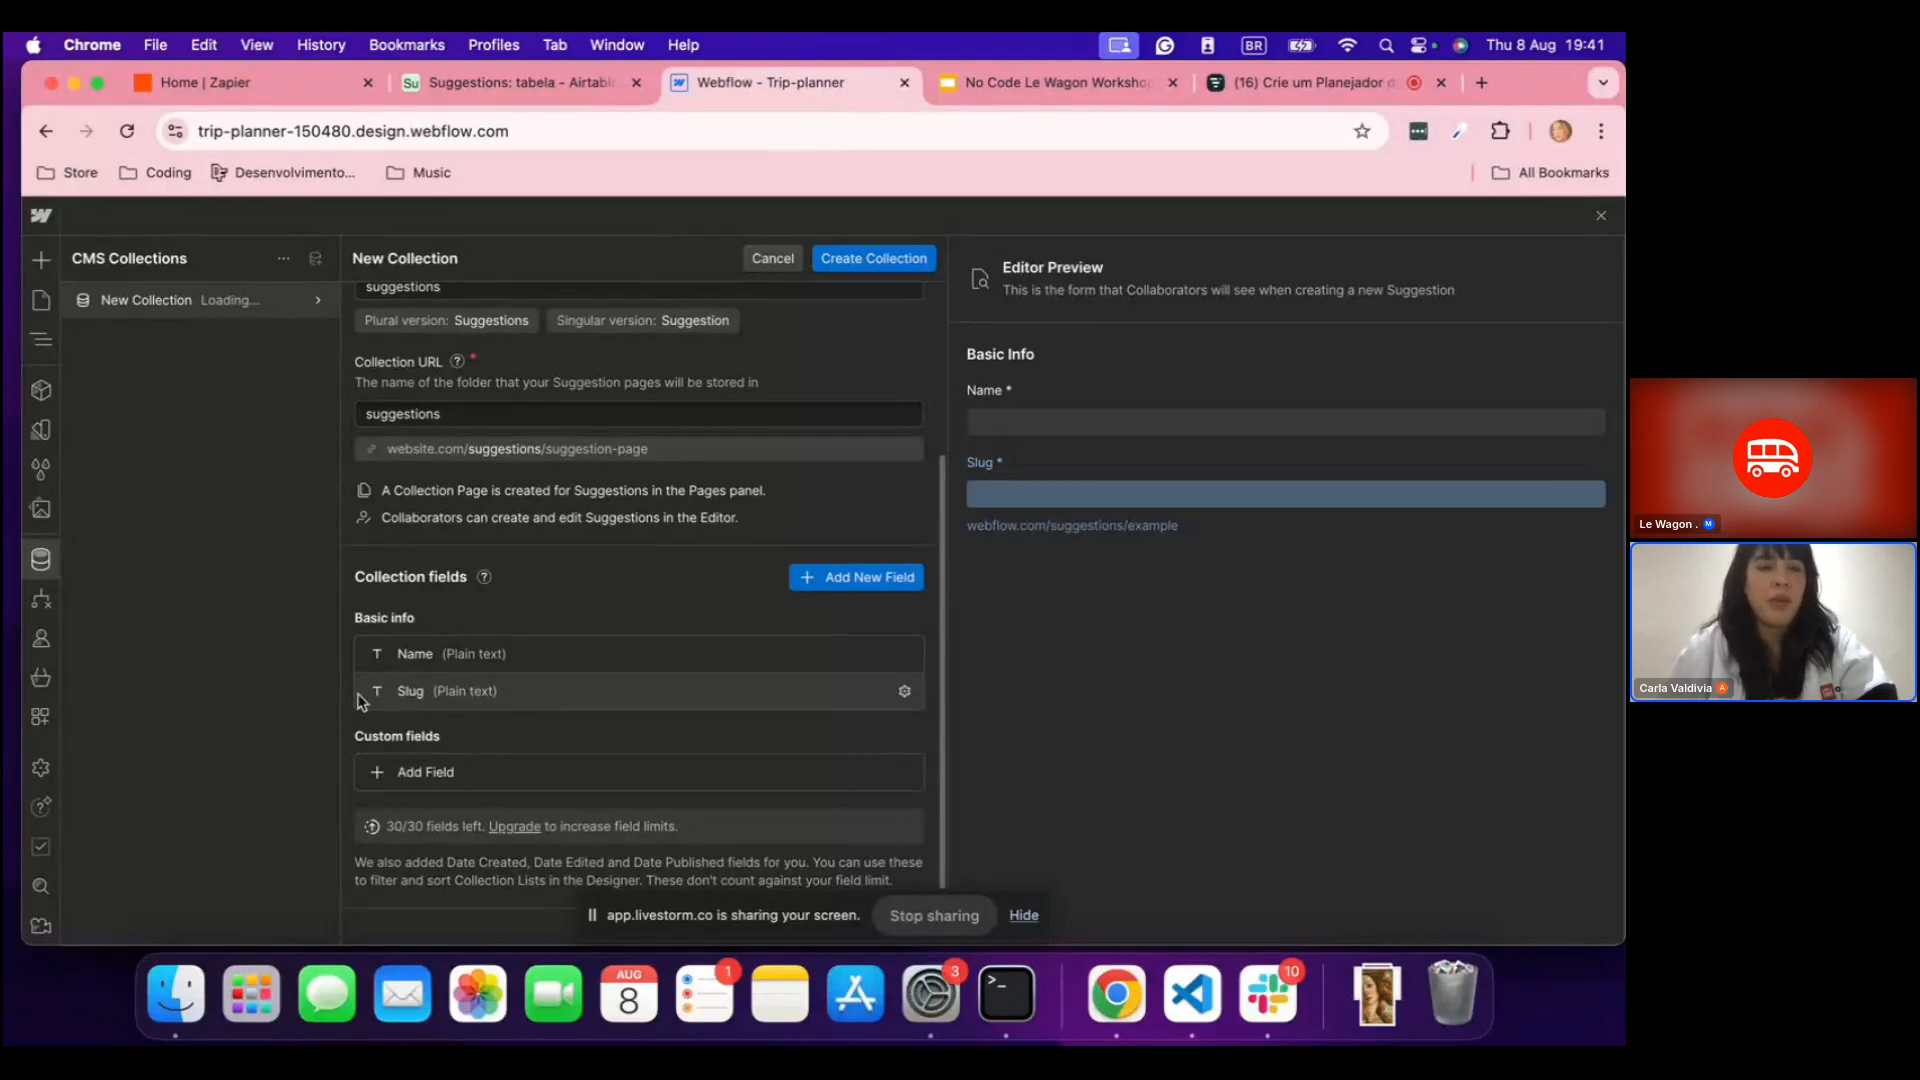 Chrome File Edit View History Bookmarks Profiles Tab Window Help BR Thu 8 Aug 19:41
Home | Zapier
Su Suggestions: tabela - Airtabl
Webflow - Trip-planner
No Code Le Wagon Worksho
(16) Crie um Planejador d
trip-planner-150480.design.webflow.com
Store Coding Desenvolvimento... Music All Bookmarks
CMS Collections
New Collection Loading...
New Collection
Cancel
Create Collection
suggestions
Plural version: Suggestions
Singular version: Suggestion
Collection URL ? *
The name of the folder that your Suggestion pages will be stored in
suggestions
website.com/suggestions/suggestion-page
A Collection Page is created for Suggestions in the Pages panel.
Collaborators can create and edit Suggestions in the Editor.
Collection fields ?
+ Add New Field
Basic info
T Name (Plain text)
T Slug (Plain text)
Custom fields
+ Add Field
30/30 fields left. Upgrade to increase field limits.
We also added Date Created, Date Edited and Date Published fields for you. You can use these
to filter and sort Collection Lists in the Designer. These don't count against your field limit.
Editor Preview
This is the form that Collaborators will see when creating a new Suggestion
Basic Info
Name *
Slug *
webflow.com/suggestions/example
app.livestorm.co is sharing your screen.
Stop sharing
Hide
Le Wagon . M
Carla Valdivia A
AUG
8
1
3
>_
10